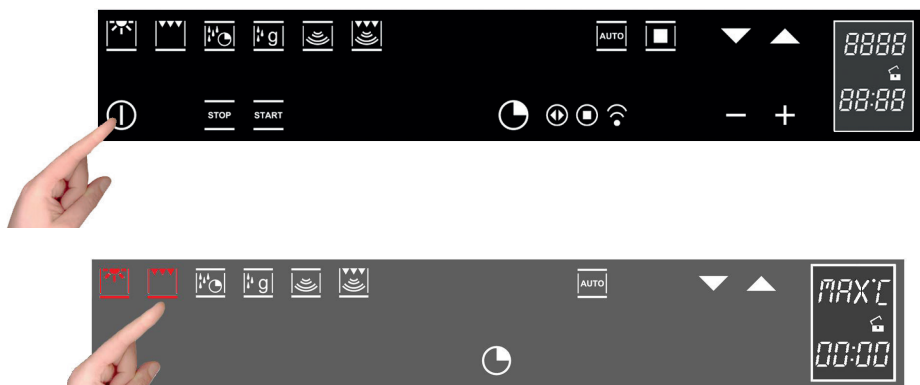 g AUTO 8888
STOP START 88:88
g AUTO MAX°C
00:00